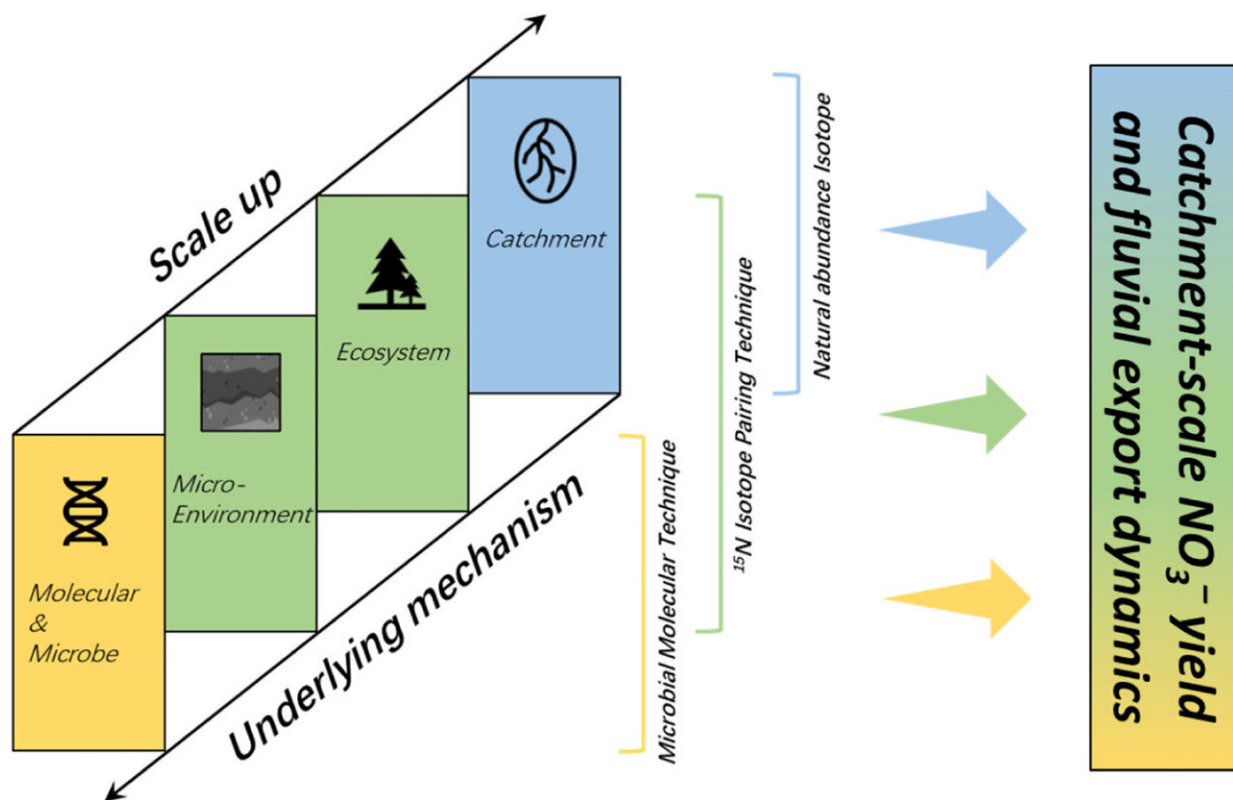 Scale up
Catchment
Ecosystem
Micro-
Environment
Molecular
&
Microbe
Underlying mechanism
Microbial Molecular Technique
¹⁵N Isotope Pairing Technique
Natural abundance Isotope
Catchment-scale NO₃⁻ yield
and fluvial export dynamics